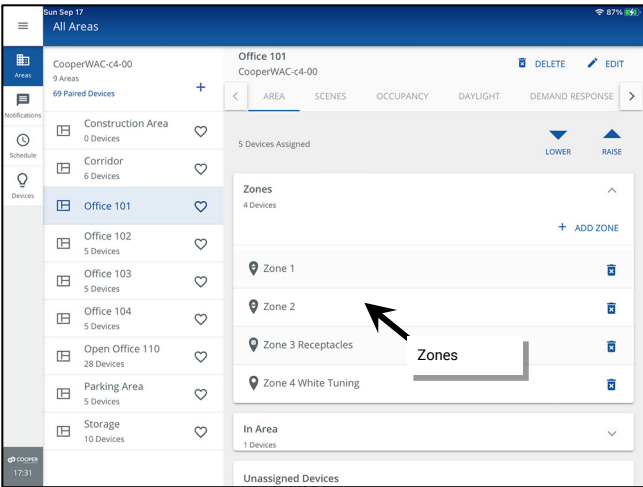 Sun Sep 17
87%
All Areas
Areas
Notifications
Schedule
Devices
COOPER
17:31
CooperWAC-c4-00
9 Areas
69 Paired Devices
+
Construction Area
0 Devices
Corridor
6 Devices
Office 101
Office 102
5 Devices
Office 103
5 Devices
Office 104
5 Devices
Open Office 110
28 Devices
Parking Area
5 Devices
Storage
10 Devices
Office 101
CooperWAC-c4-00
DELETE
EDIT
AREA SCENES OCCUPANCY DAYLIGHT DEMAND RESPONSE
5 Devices Assigned
LOWER RAISE
Zones
4 Devices
+ ADD ZONE
Zone 1
Zone 2
Zone 3 Receptacles
Zones
Zone 4 White Tuning
In Area
1 Devices
Unassigned Devices